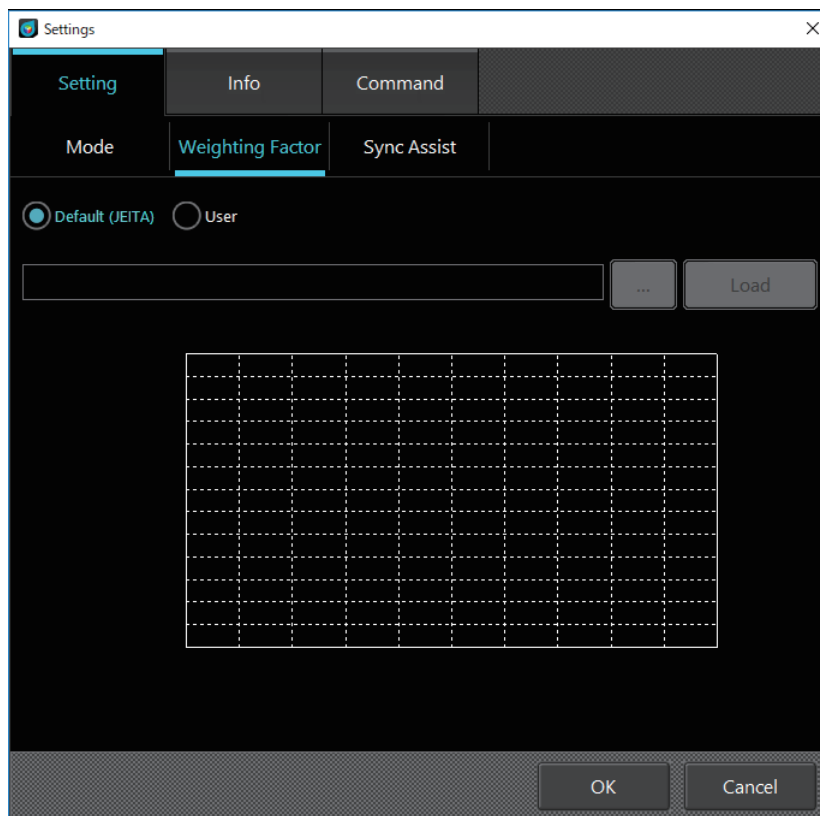 Settings
Setting Info Command
Mode Weighting Factor Sync Assist
Default (JEITA) User
... Load
OK Cancel